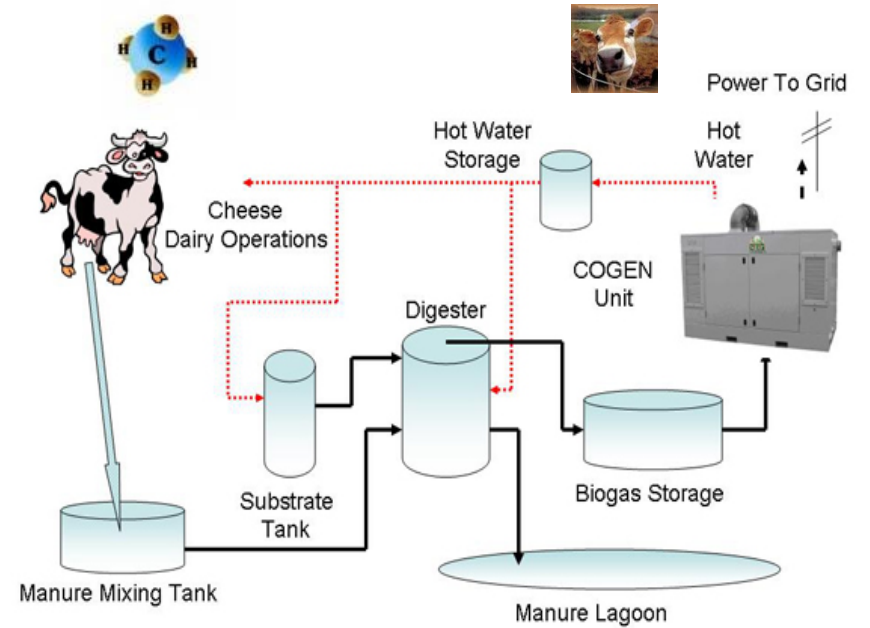 H
H
C
H
H
Power To Grid
Hot Water
Storage
Hot
Water
Cheese
Dairy Operations
COGEN
Unit
Digester
Substrate
Tank
Biogas Storage
Manure Mixing Tank
Manure Lagoon